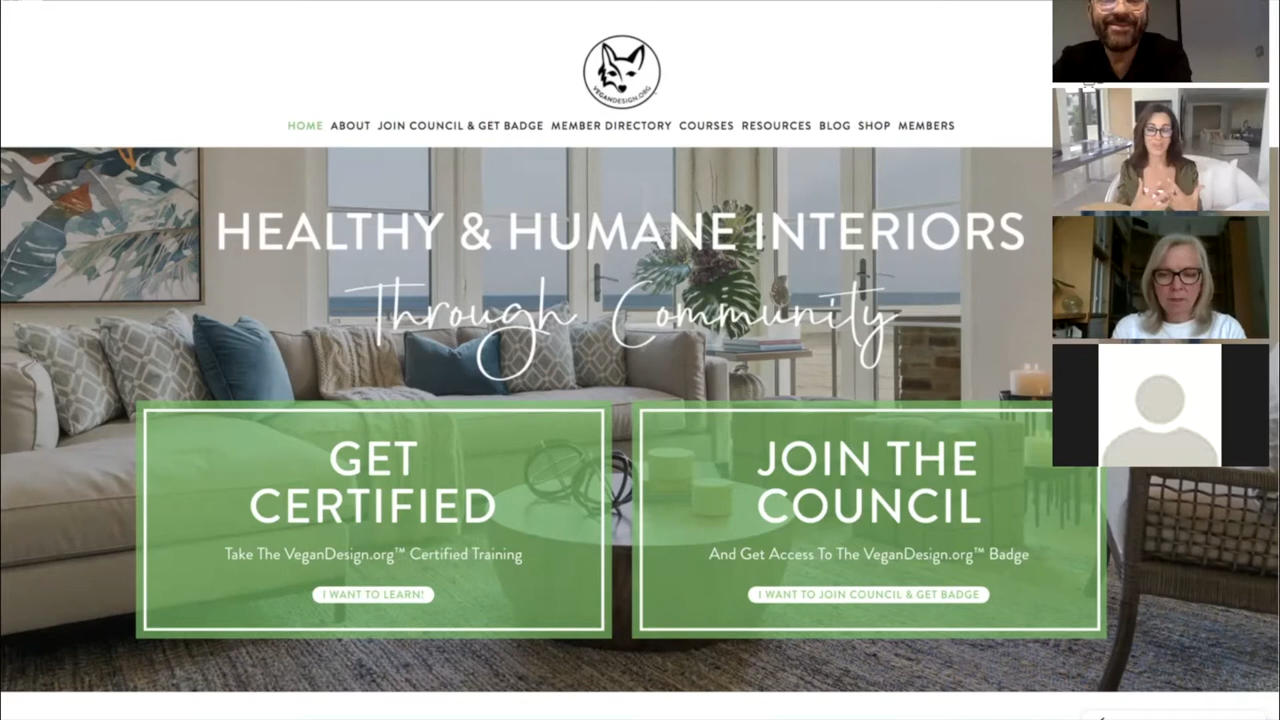 VEGANDESIGN.ORG
HOME ABOUT JOIN COUNCIL & GET BADGE MEMBER DIRECTORY COURSES RESOURCES BLOG SHOP MEMBERS
HEALTHY & HUMANE INTERIORS
Through Community
GET
CERTIFIED
Take The VeganDesign.org™ Certified Training
I WANT TO LEARN!
JOIN THE
COUNCIL
And Get Access To The VeganDesign.org™ Badge
I WANT TO JOIN COUNCIL & GET BADGE